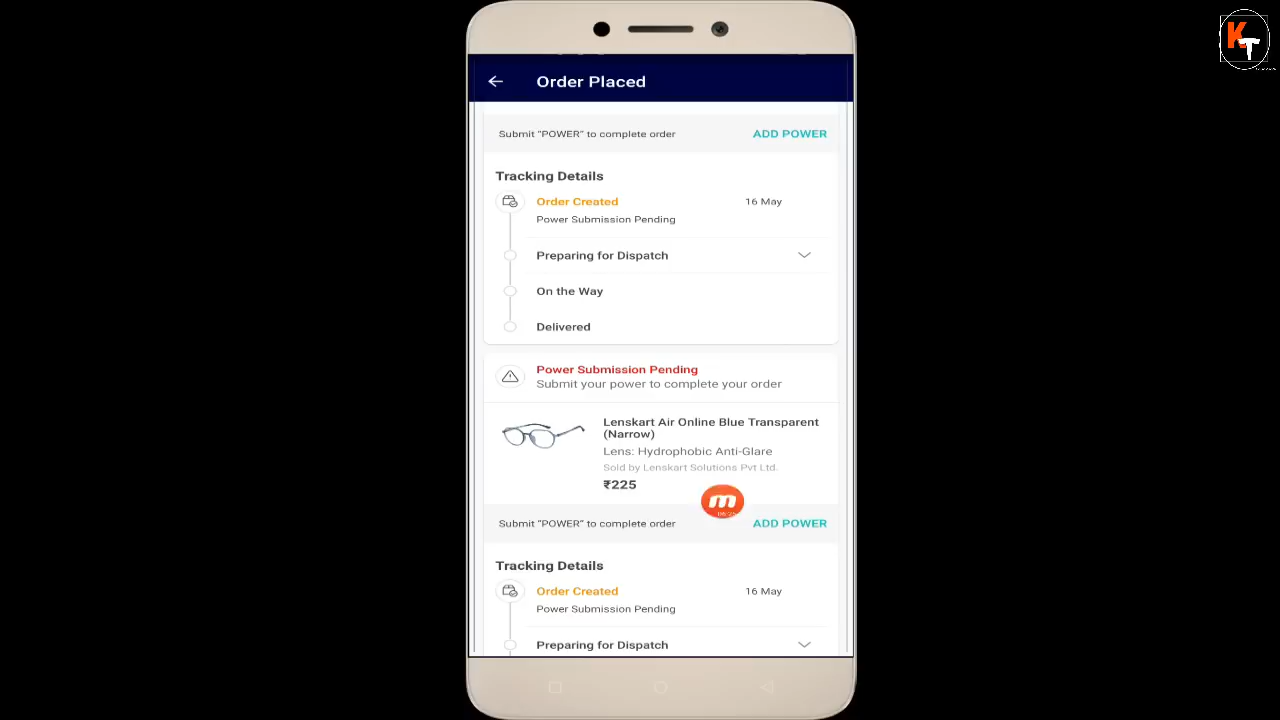 KT
Order Placed
Submit "POWER" to complete order ADD POWER
Tracking Details
Order Created 16 May
Power Submission Pending
Preparing for Dispatch
On the Way
Delivered
Power Submission Pending
Submit your power to complete your order
Lenskart Air Online Blue Transparent
(Narrow)
Lens: Hydrophobic Anti-Glare
Sold by Lenskart Solutions Pvt Ltd.
₹225
m
Submit "POWER" to complete order ADD POWER
Tracking Details
Order Created 16 May
Power Submission Pending
Preparing for Dispatch